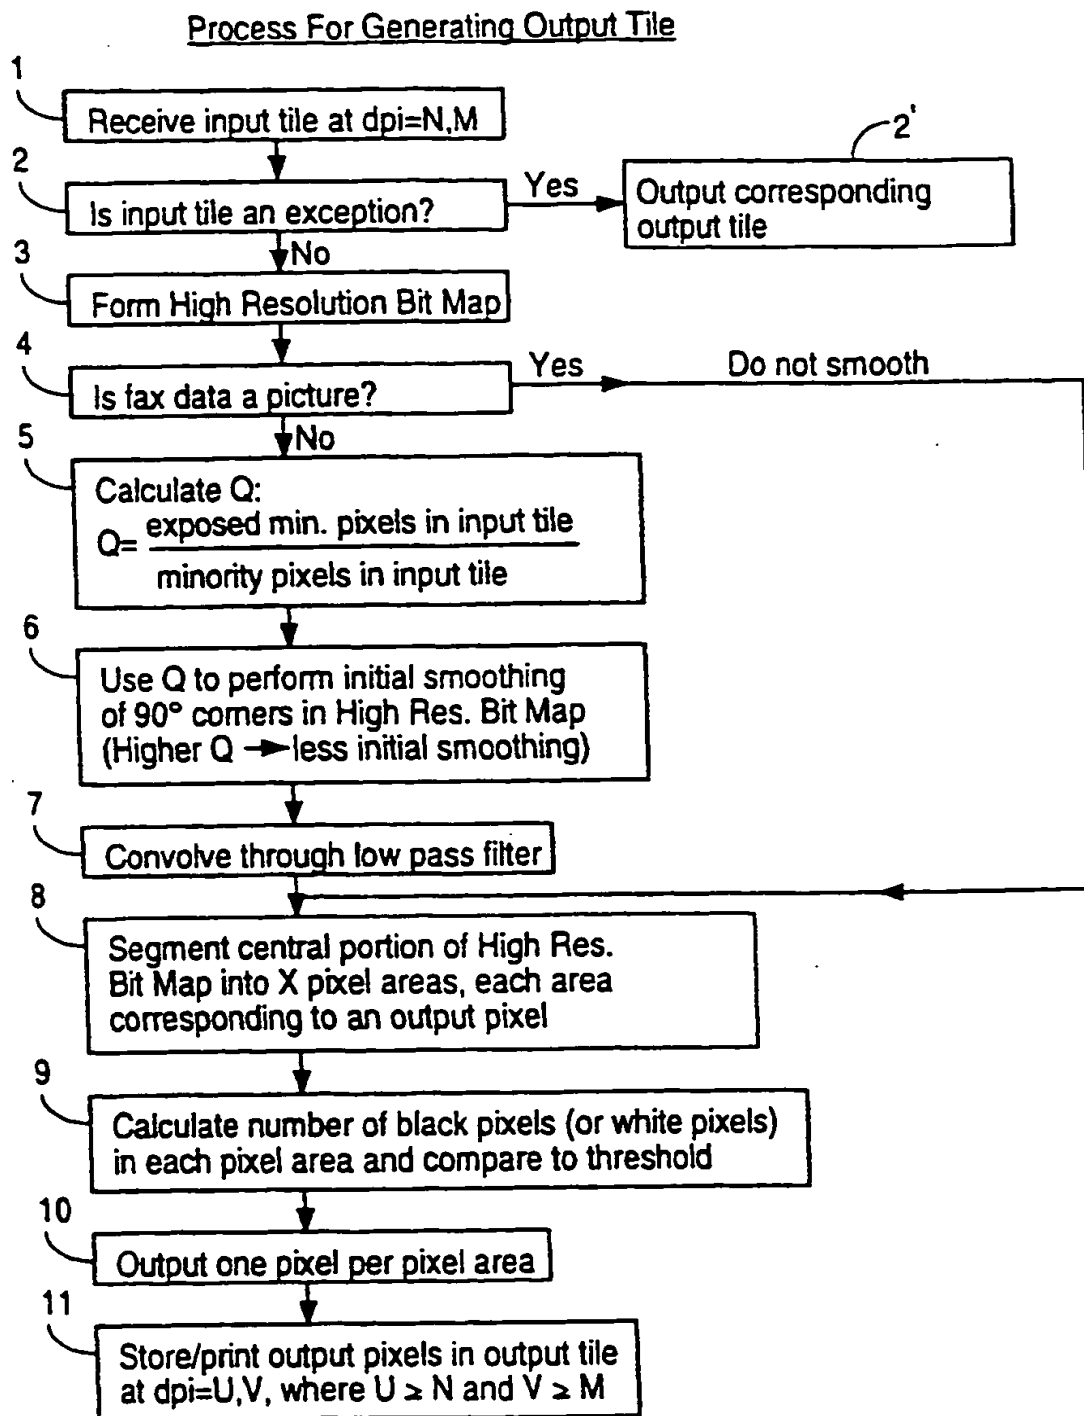 Process For Generating Output Tile
1
Receive input tile at dpi=N,M
2
Is input tile an exception?
Yes
2'
Output corresponding
output tile
No
3
Form High Resolution Bit Map
4
Is fax data a picture?
Yes
Do not smooth
No
5
Calculate Q:
Q= exposed min. pixels in input tile
minority pixels in input tile
6
Use Q to perform initial smoothing
of 90° corners in High Res. Bit Map
(Higher Q → less initial smoothing)
7
Convolve through low pass filter
8
Segment central portion of High Res.
Bit Map into X pixel areas, each area
corresponding to an output pixel
9
Calculate number of black pixels (or white pixels)
in each pixel area and compare to threshold
10
Output one pixel per pixel area
11
Store/print output pixels in output tile
at dpi=U,V, where U ≥ N and V ≥ M